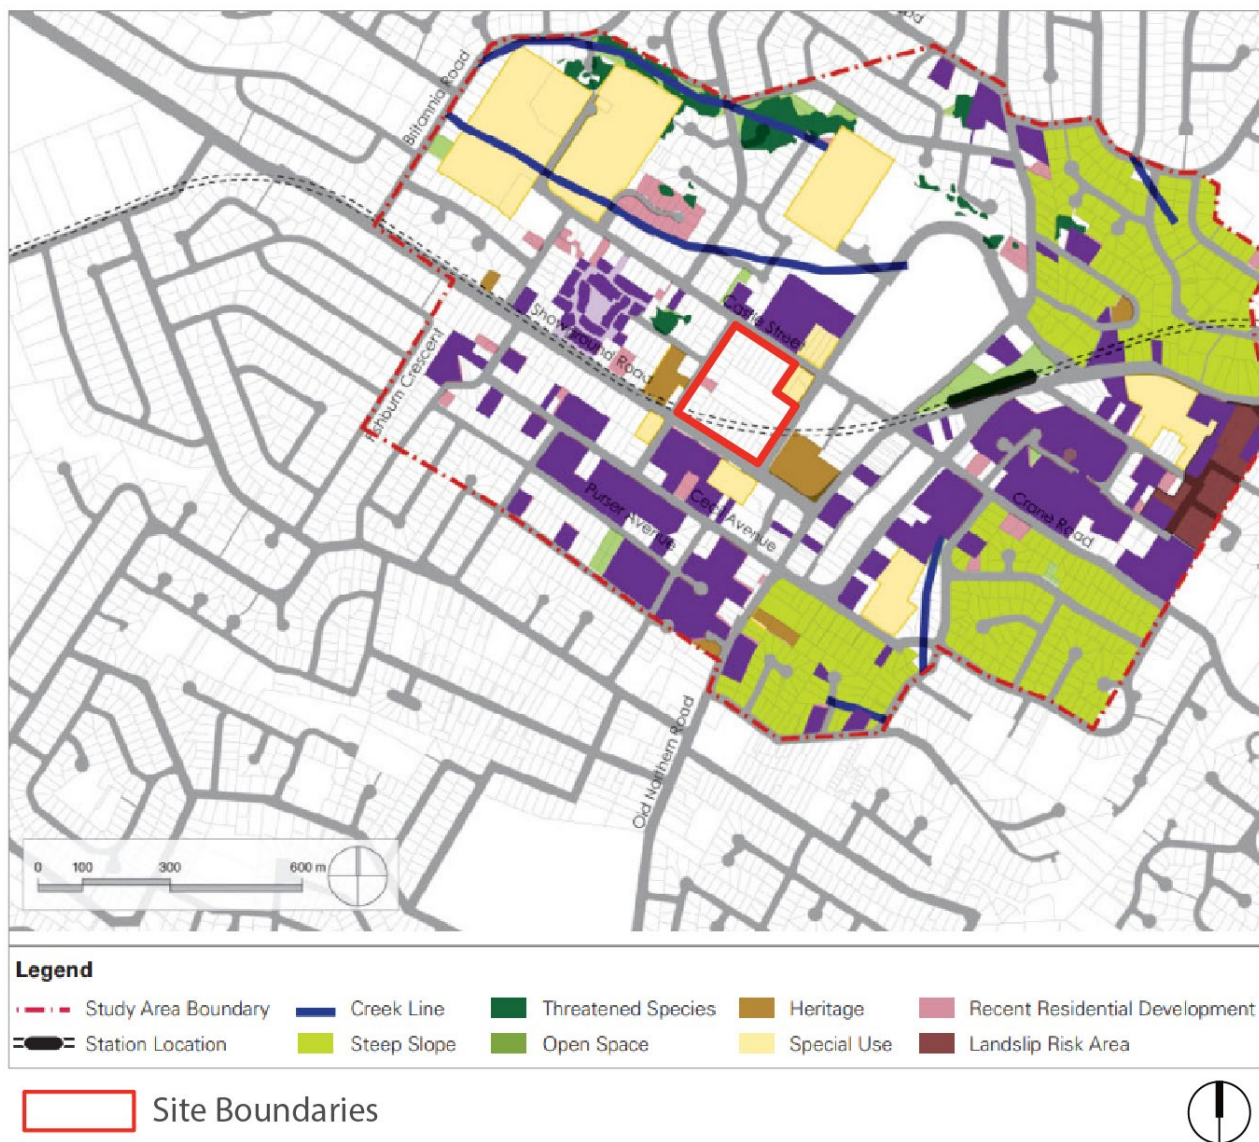 Britannia Road
Castle Street
Showground Road
Fishburn Crescent
Purser Avenue
Cecil Avenue
Crane Road
Old Northern Road
0 100 300 600 m
Legend
Study Area Boundary
Creek Line
Threatened Species
Heritage
Recent Residential Development
Station Location
Steep Slope
Open Space
Special Use
Landslip Risk Area
Site Boundaries